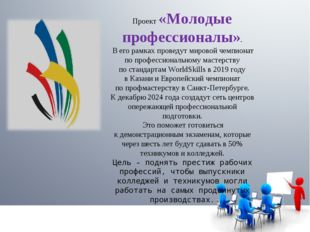 Проект «Молодые
профессионалы».
В его рамках проведут мировой чемпионат
по профессиональному мастерству
по стандартам WorldSkills в 2019 году
в Казани и Европейский чемпионат
по профмастерству в Санкт-Петербурге.
К декабрю 2024 года создадут сеть центров
опережающей профессиональной
подготовки.
Это поможет готовиться
к демонстрационным экзаменам, которые
через шесть лет будут сдавать в 50%
техникумов и колледжей.
Цель - поднять престиж рабочих
профессий, чтобы выпускники
колледжей и техникумов могли
работать на самых продвинутых
производствах.